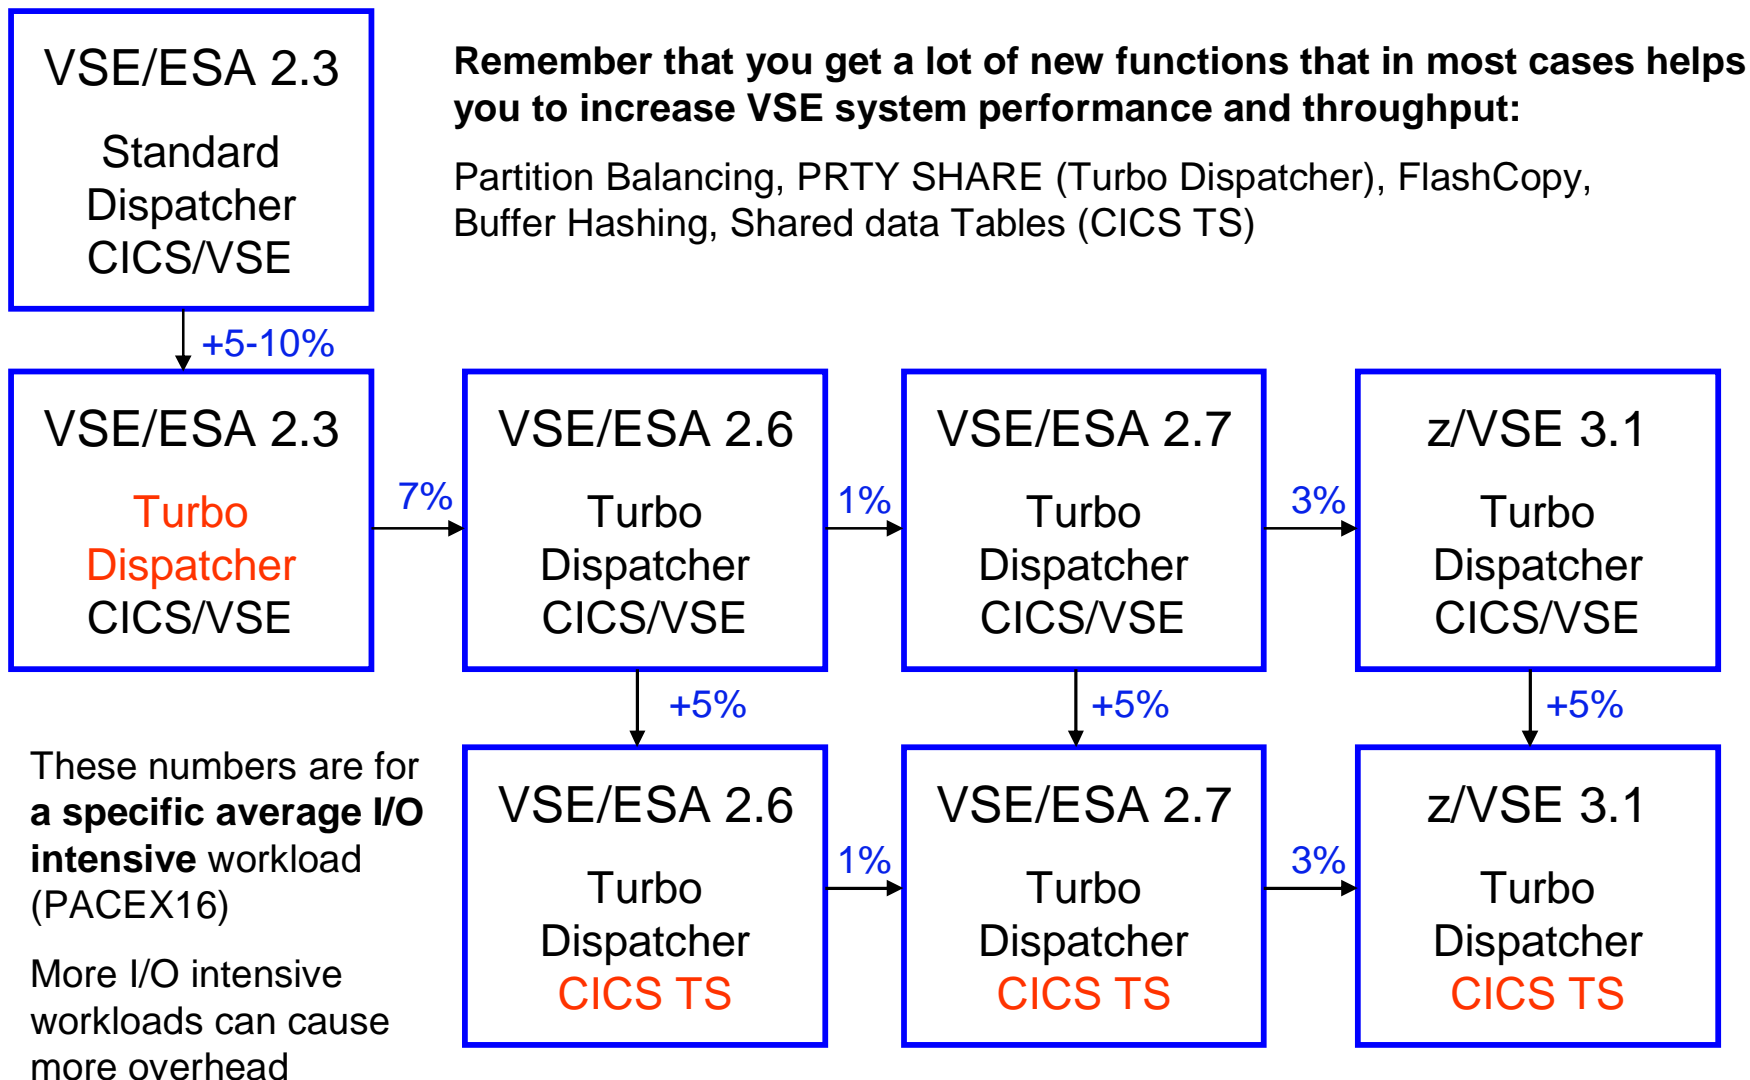 VSE/ESA 2.3
Standard
Dispatcher
CICS/VSE
Remember that you get a lot of new functions that in most cases helps
you to increase VSE system performance and throughput:
Partition Balancing, PRTY SHARE (Turbo Dispatcher), FlashCopy,
Buffer Hashing, Shared data Tables (CICS TS)
+5-10%
VSE/ESA 2.3
Turbo
Dispatcher
CICS/VSE
7%
VSE/ESA 2.6
Turbo
Dispatcher
CICS/VSE
1%
VSE/ESA 2.7
Turbo
Dispatcher
CICS/VSE
3%
z/VSE 3.1
Turbo
Dispatcher
CICS/VSE
+5%
+5%
+5%
These numbers are for
a specific average I/O
intensive workload
(PACEX16)
More I/O intensive
workloads can cause
more overhead
VSE/ESA 2.6
Turbo
Dispatcher
CICS TS
1%
VSE/ESA 2.7
Turbo
Dispatcher
CICS TS
3%
z/VSE 3.1
Turbo
Dispatcher
CICS TS